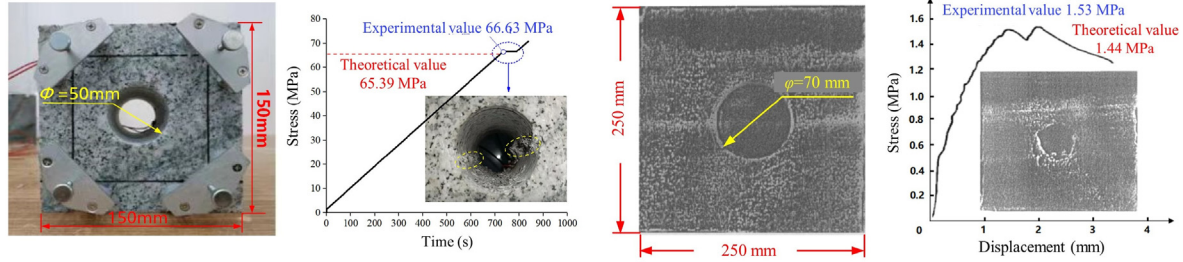 Φ=50mm
150mm
150mm
Stress (MPa)
80
70
60
50
40
30
20
10
0
Experimental value 66.63 MPa
Theoretical value
65.39 MPa
0 100 200 300 400 500 600 700 800 900 1000
Time (s)
250 mm
φ=70 mm
250 mm
Experimental value 1.53 MPa
Theoretical value
1.44 MPa
Stress (MPa)
1.6
1.4
1.2
1.0
0.8
0.6
0.4
0.2
0 1 2 3 4
Displacement (mm)